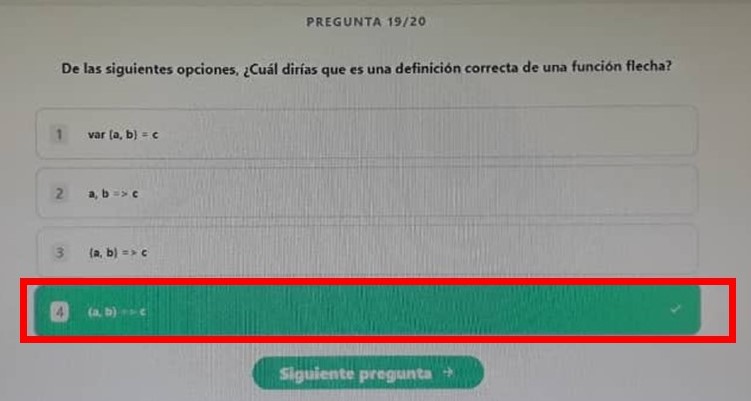 PREGUNTA 19/20
De las siguientes opciones, ¿Cuál dirías que es una definición correcta de una función flecha?
1 var (a, b) = c
2 a, b => c
3 (a, b) => c
4 (a, b) c
Siguiente pregunta →